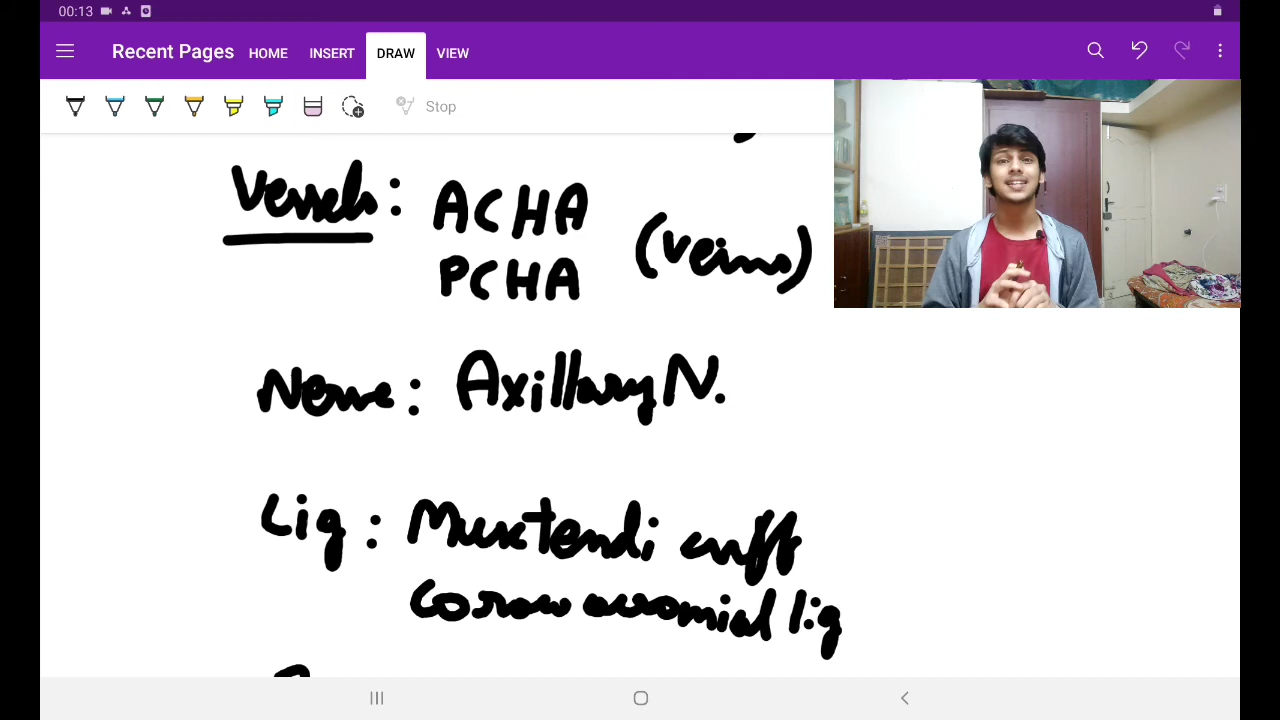 00:13
Recent Pages HOME INSERT DRAW VIEW
Stop
Vessels : ACHA
PCHA (Veins)
Nerve : Axillary N.
Lig : Musctendi cuff
Coraco acromial lig